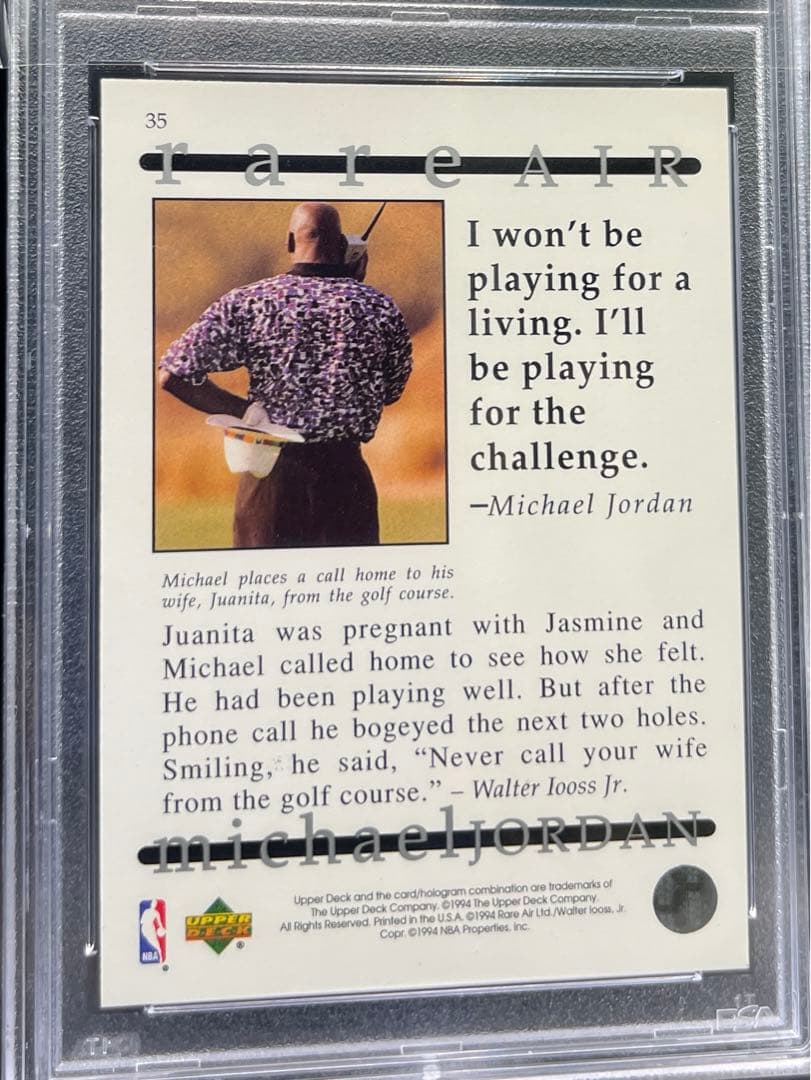 35
rare AIR
I won't be
playing for a
living. I'll
be playing
for the
challenge.
–Michael Jordan
Michael places a call home to his
wife, Juanita, from the golf course.
Juanita was pregnant with Jasmine and
Michael called home to see how she felt.
He had been playing well. But after the
phone call he bogeyed the next two holes.
Smiling, he said, “Never call your wife
from the golf course.” – Walter Iooss Jr.
michaelJORDAN
Upper Deck and the card/hologram combination are trademarks of
The Upper Deck Company. ©1994 The Upper Deck Company.
All Rights Reserved. Printed in the U.S.A. ©1994 Rare Air Ltd./Walter Iooss, Jr.
Copr. ©1994 NBA Properties, Inc.
NBA ®
UPPER
DECK ®